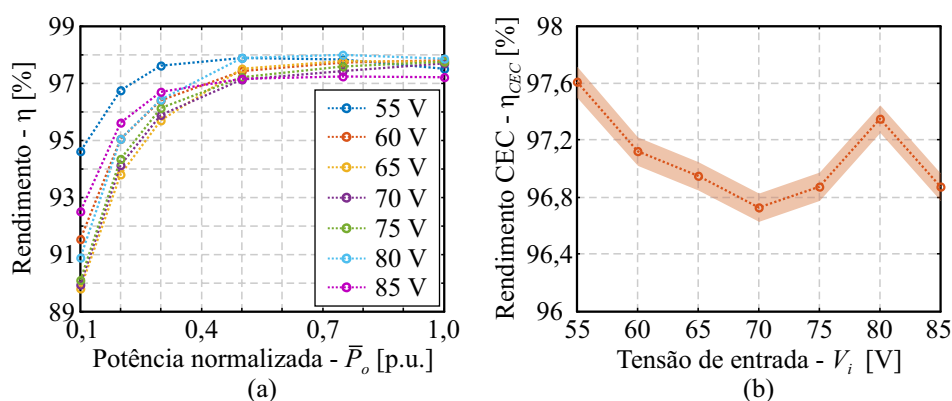 99
97
95
93
91
89
Rendimento - η [%]
55 V
60 V
65 V
70 V
75 V
80 V
85 V
0,1
0,4
0,7
1,0
Potência normalizada - P̅ₒ [p.u.]
(a)
98
97,6
97,2
96,8
96,4
96
Rendimento CEC - η_CEC [%]
55
60
65
70
75
80
85
Tensão de entrada - Vᵢ [V]
(b)